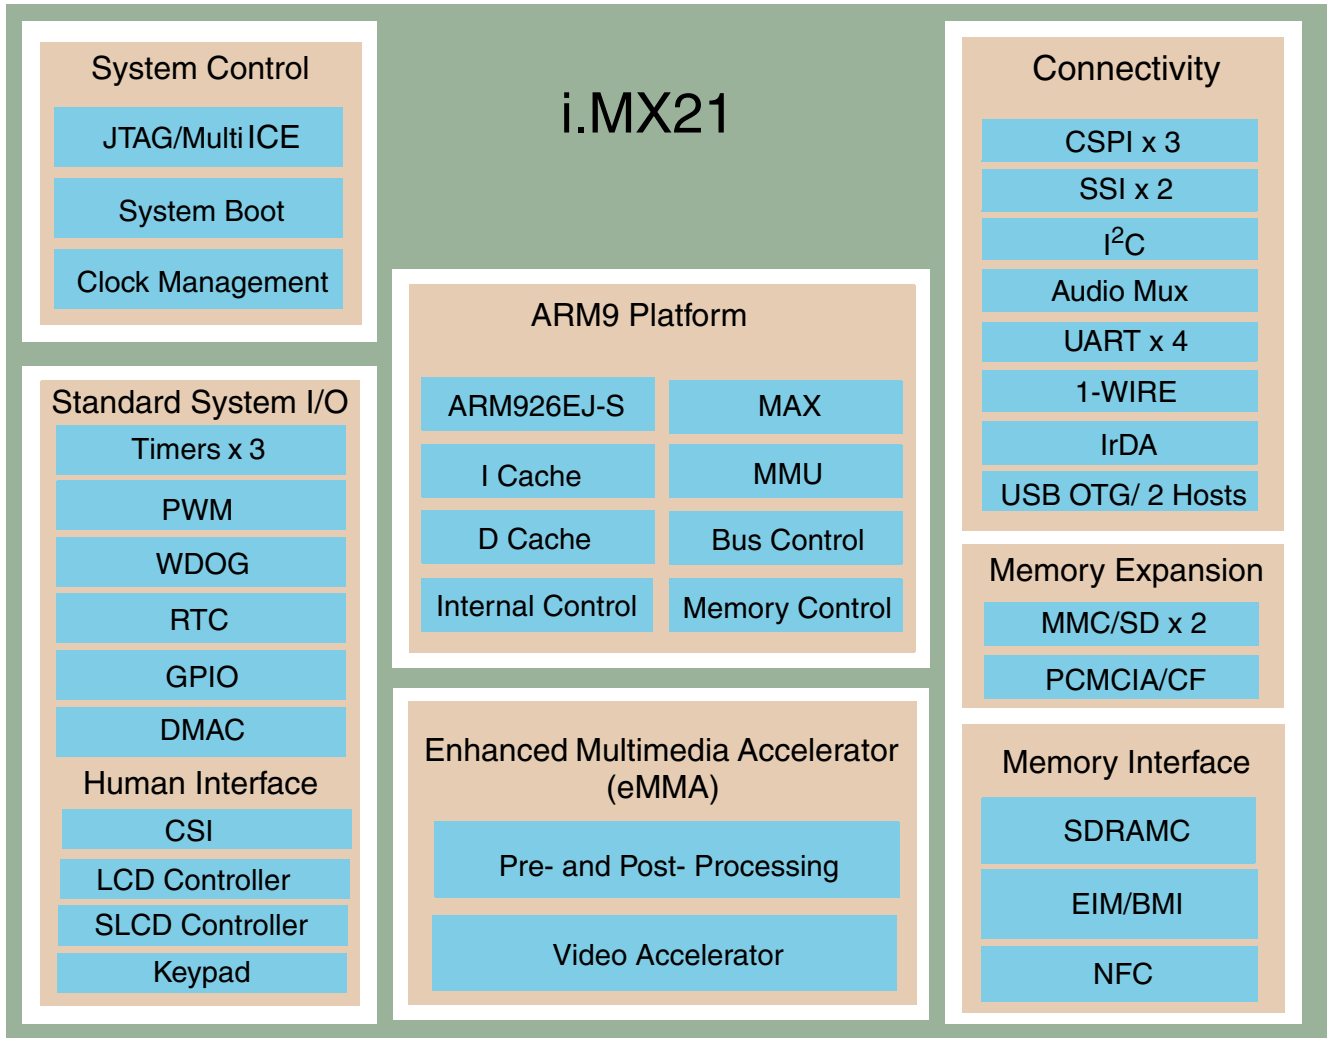 i.MX21
System Control
JTAG/Multi ICE
System Boot
Clock Management
Standard System I/O
Timers x 3
PWM
WDOG
RTC
GPIO
DMAC
Human Interface
CSI
LCD Controller
SLCD Controller
Keypad
ARM9 Platform
ARM926EJ-S
MAX
I Cache
MMU
D Cache
Bus Control
Internal Control
Memory Control
Enhanced Multimedia Accelerator
(eMMA)
Pre- and Post- Processing
Video Accelerator
Connectivity
CSPI x 3
SSI x 2
I²C
Audio Mux
UART x 4
1-WIRE
IrDA
USB OTG/ 2 Hosts
Memory Expansion
MMC/SD x 2
PCMCIA/CF
Memory Interface
SDRAMC
EIM/BMI
NFC